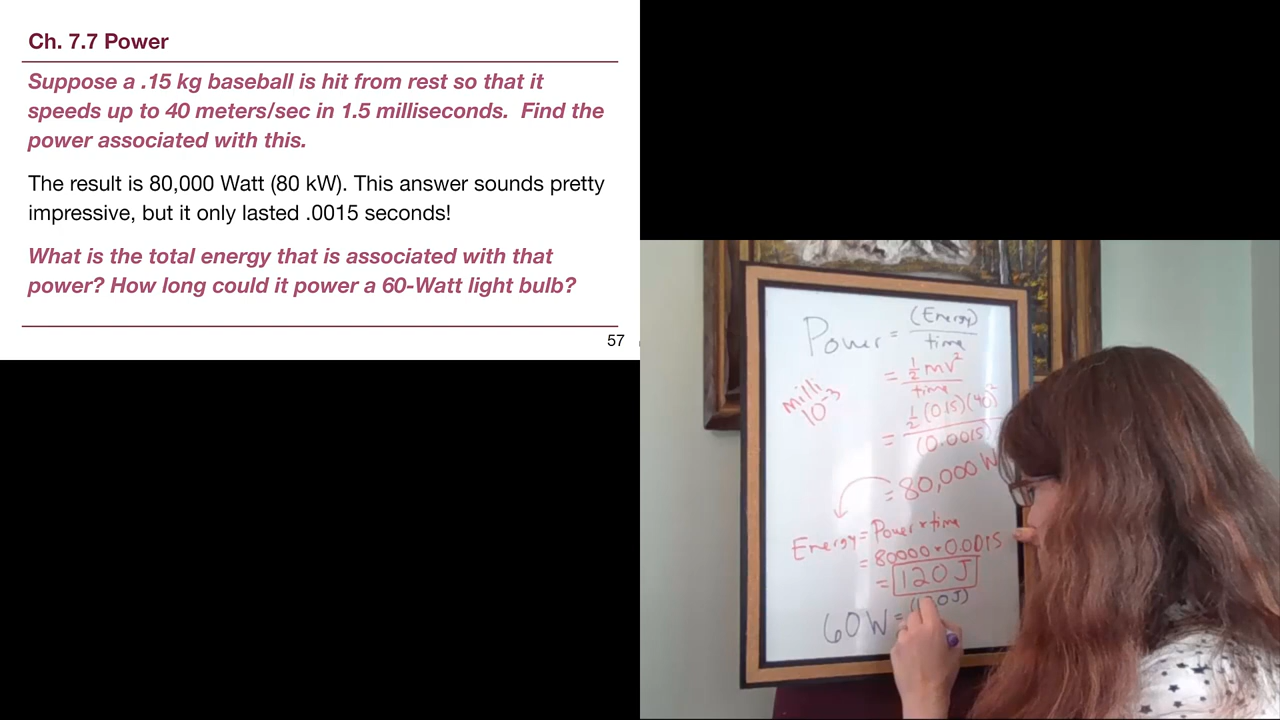 Ch. 7.7 Power
Suppose a .15 kg baseball is hit from rest so that it
speeds up to 40 meters/sec in 1.5 milliseconds. Find the
power associated with this.
The result is 80,000 Watt (80 kW). This answer sounds pretty
impressive, but it only lasted .0015 seconds!
What is the total energy that is associated with that
power? How long could it power a 60-Watt light bulb?
57
Power = (Energy)
time
= ½ mv²
time
milli
10⁻³
= ½ (0.15)(40)²
(0.0015)
= 80,000 W
Energy = Power × time
= 80000 × 0.0015
= 120 J
60 W = (120 J)